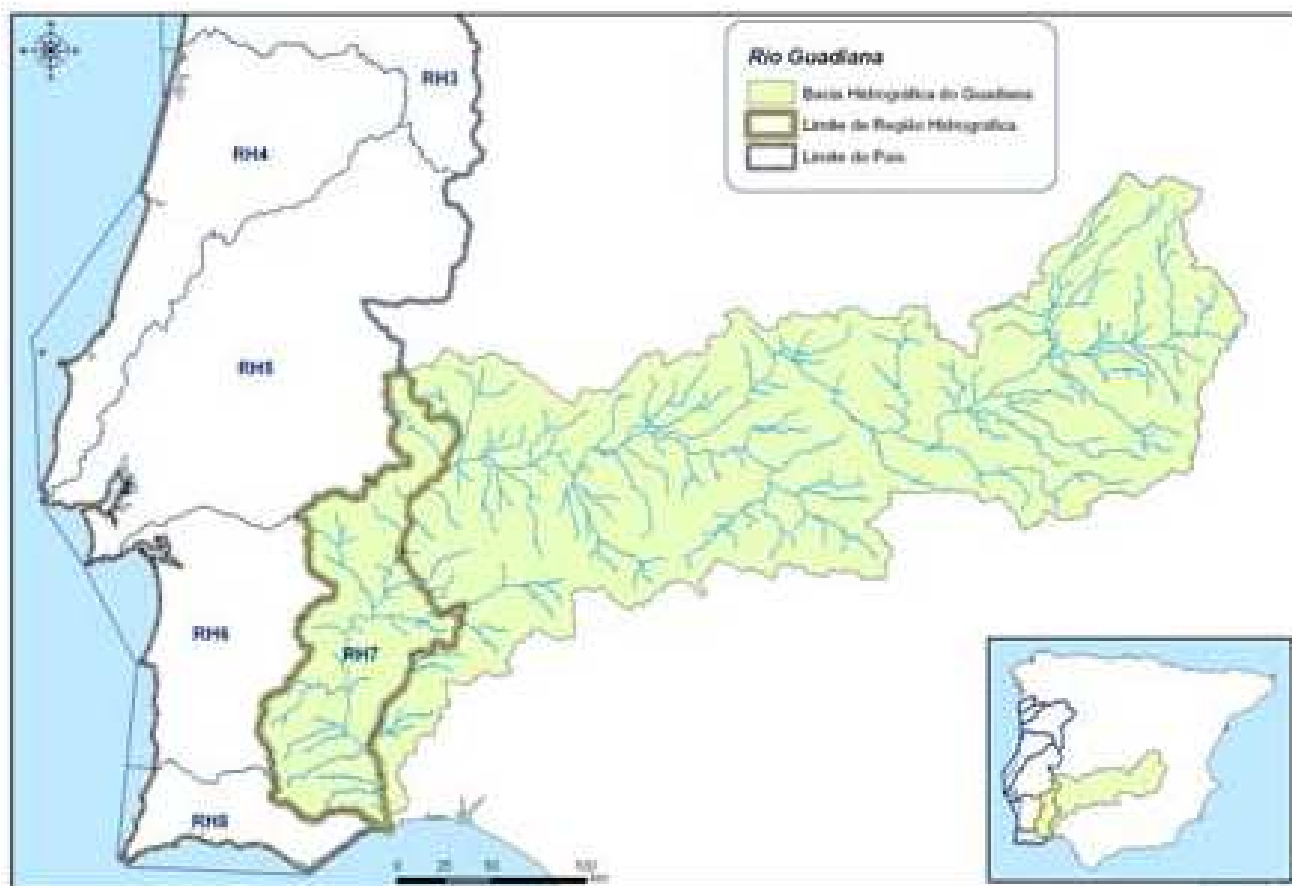 RH3
RH4
RH5
RH6
RH7
RH8
Rio Guadiana
Bacia Hidrográfica do Guadiana
Limite de Região Hidrográfica
Limite do País
0 25 50 100
km